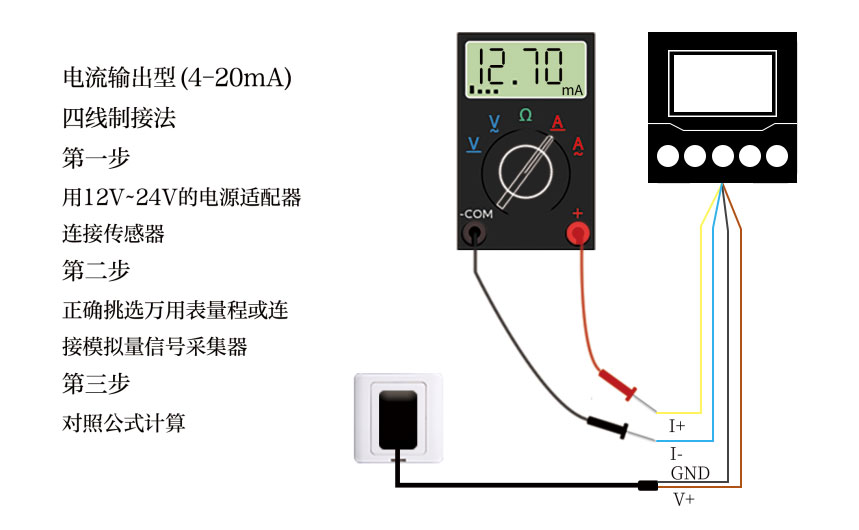 电流输出型(4-20mA)
四线制接法
第一步
用12V~24V的电源适配器
连接传感器
第二步
正确挑选万用表量程或连
接模拟量信号采集器
第三步
对照公式计算
12.70
mA
V
V
Ω
A
A
-COM
+
I+
I-
GND
V+